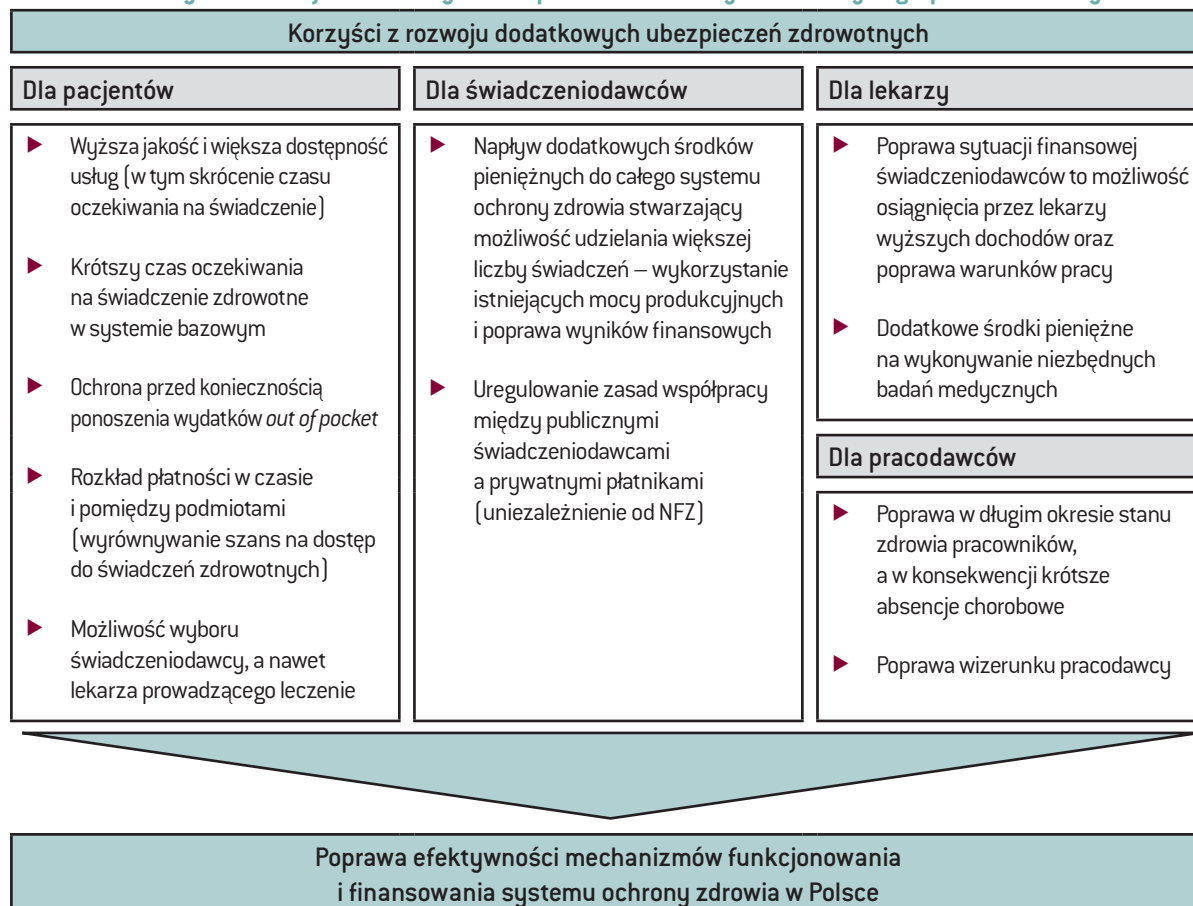 Korzyści z rozwoju dodatkowych ubezpieczeń zdrowotnych
Dla pacjentów
Wyższa jakość i większa dostępność
usług (w tym skrócenie czasu
oczekiwania na świadczenie)
Krótszy czas oczekiwania
na świadczenie zdrowotne
w systemie bazowym
Ochrona przed koniecznością
ponoszenia wydatków out of pocket
Rozkład płatności w czasie
i pomiędzy podmiotami
(wyrównywanie szans na dostęp
do świadczeń zdrowotnych)
Możliwość wyboru
świadczeniodawcy, a nawet
lekarza prowadzącego leczenie
Dla świadczeniodawców
Napływ dodatkowych środków
pieniężnych do całego systemu
ochrony zdrowia stwarzający
możliwość udzielania większej
liczby świadczeń – wykorzystanie
istniejących mocy produkcyjnych
i poprawa wyników finansowych
Uregulowanie zasad współpracy
między publicznymi
świadczeniodawcami
a prywatnymi płatnikami
(uniezależnienie od NFZ)
Dla lekarzy
Poprawa sytuacji finansowej
świadczeniodawców to możliwość
osiągnięcia przez lekarzy
wyższych dochodów oraz
poprawa warunków pracy
Dodatkowe środki pieniężne
na wykonywanie niezbędnych
badań medycznych
Dla pracodawców
Poprawa w długim okresie stanu
zdrowia pracowników,
a w konsekwencji krótsze
absencje chorobowe
Poprawa wizerunku pracodawcy
Poprawa efektywności mechanizmów funkcjonowania
i finansowania systemu ochrony zdrowia w Polsce